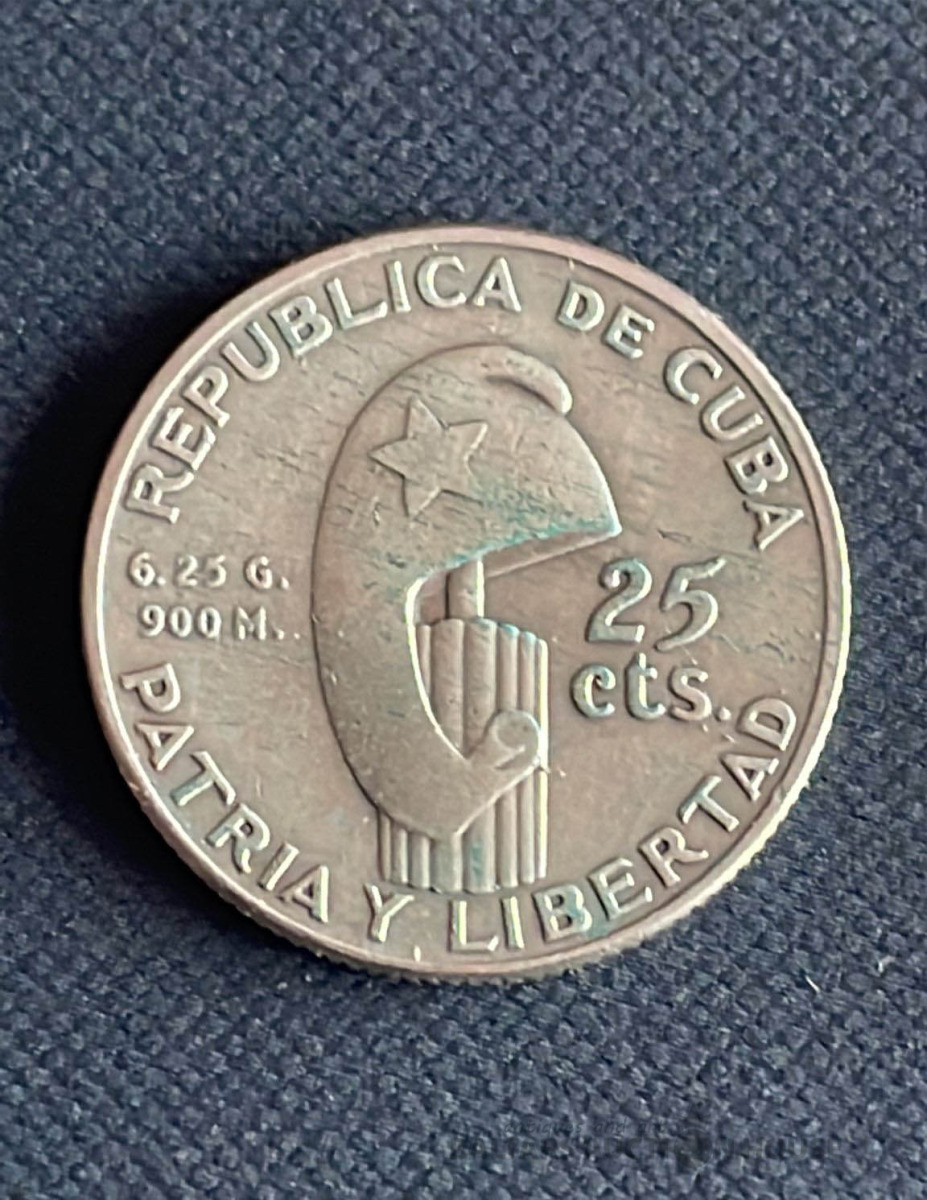 REPUBLICA DE CUBA
6.25 G.
900 M.
25
cts.
PATRIA Y LIBERTAD